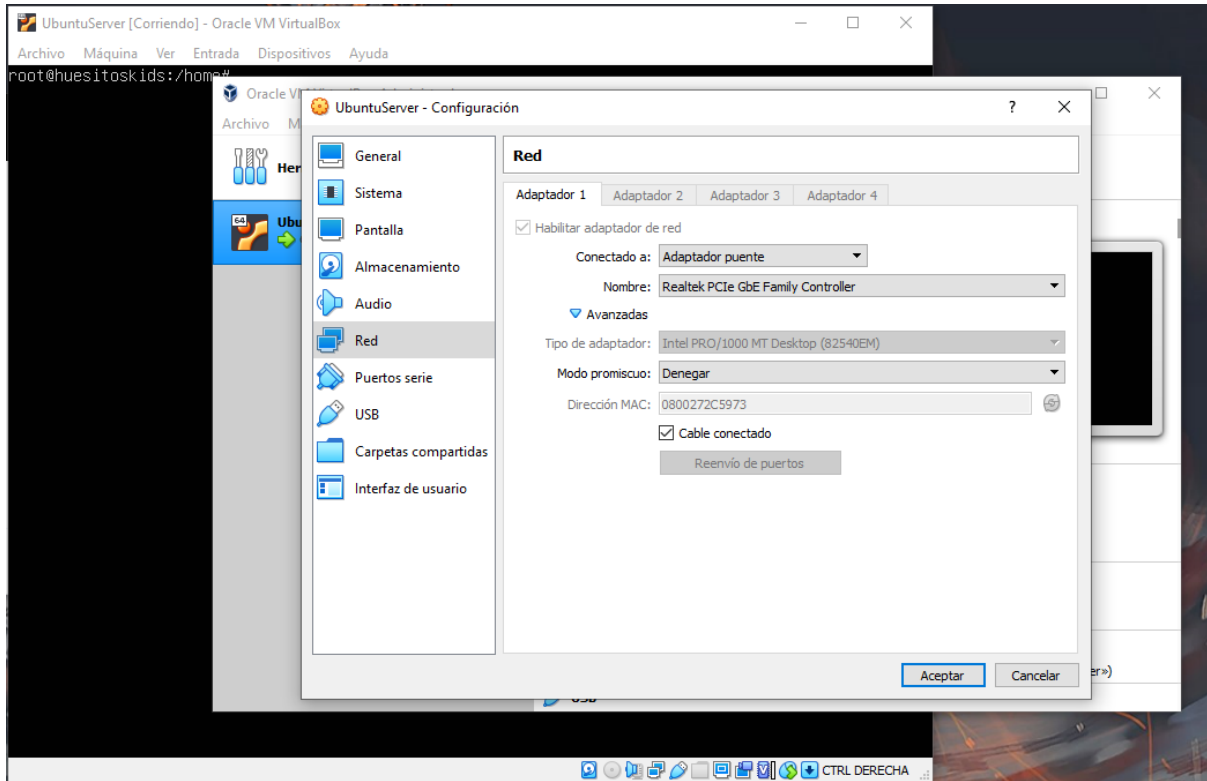 UbuntuServer [Corriendo] - Oracle VM VirtualBox
Archivo Máquina Ver Entrada Dispositivos Ayuda
root@huesitoskids:/home#
Oracle
Archivo
UbuntuServer - Configuración
?
General
Sistema
Pantalla
Almacenamiento
Audio
Red
Puertos serie
USB
Carpetas compartidas
Interfaz de usuario
Red
Adaptador 1 Adaptador 2 Adaptador 3 Adaptador 4
Habilitar adaptador de red
Conectado a: Adaptador puente
Nombre: Realtek PCIe GbE Family Controller
Avanzadas
Tipo de adaptador: Intel PRO/1000 MT Desktop (82540EM)
Modo promiscuo: Denegar
Dirección MAC: 0800272C5973
Cable conectado
Reenvío de puertos
Aceptar Cancelar
64
CTRL DERECHA